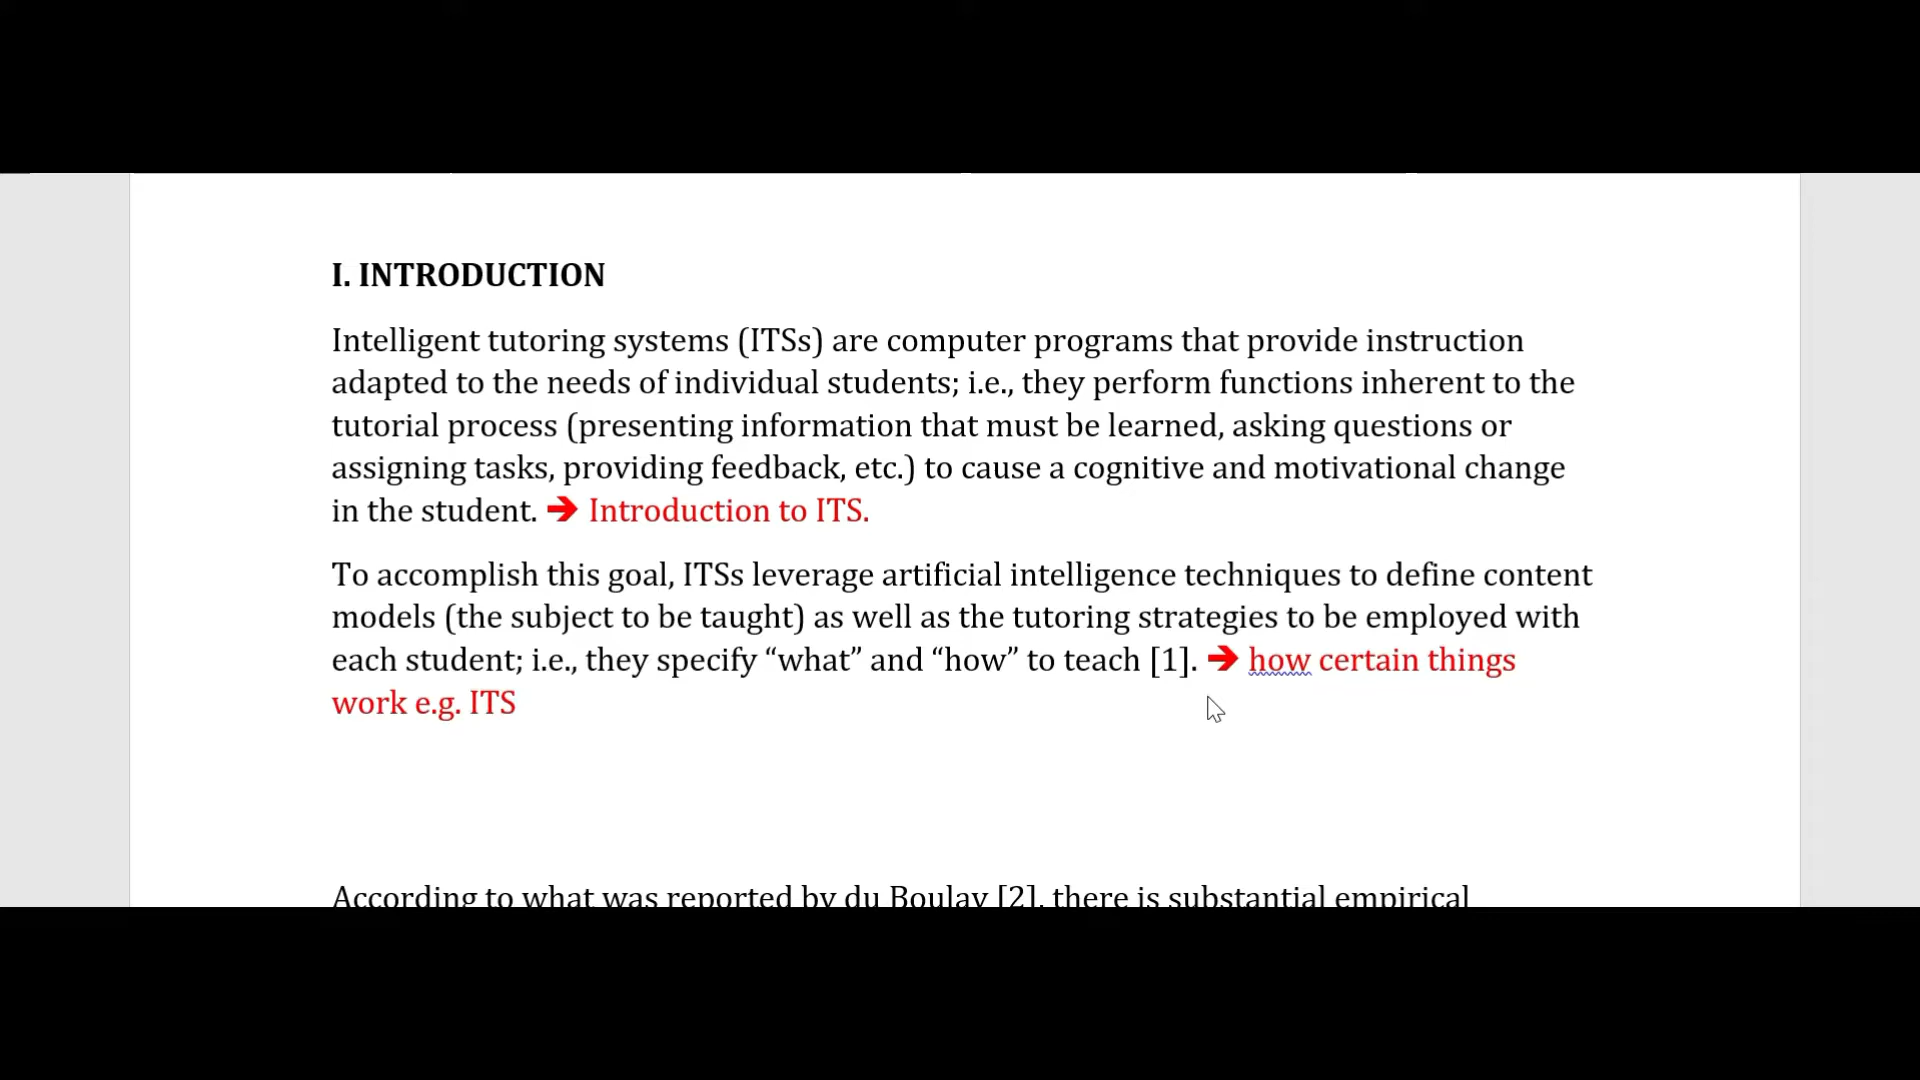 I. INTRODUCTION
Intelligent tutoring systems (ITSs) are computer programs that provide instruction
adapted to the needs of individual students; i.e., they perform functions inherent to the
tutorial process (presenting information that must be learned, asking questions or
assigning tasks, providing feedback, etc.) to cause a cognitive and motivational change
in the student. ➔ Introduction to ITS.
To accomplish this goal, ITSs leverage artificial intelligence techniques to define content
models (the subject to be taught) as well as the tutoring strategies to be employed with
each student; i.e., they specify “what” and “how” to teach [1]. ➔ how certain things
work e.g. ITS
According to what was reported by du Boulay [2], there is substantial empirical